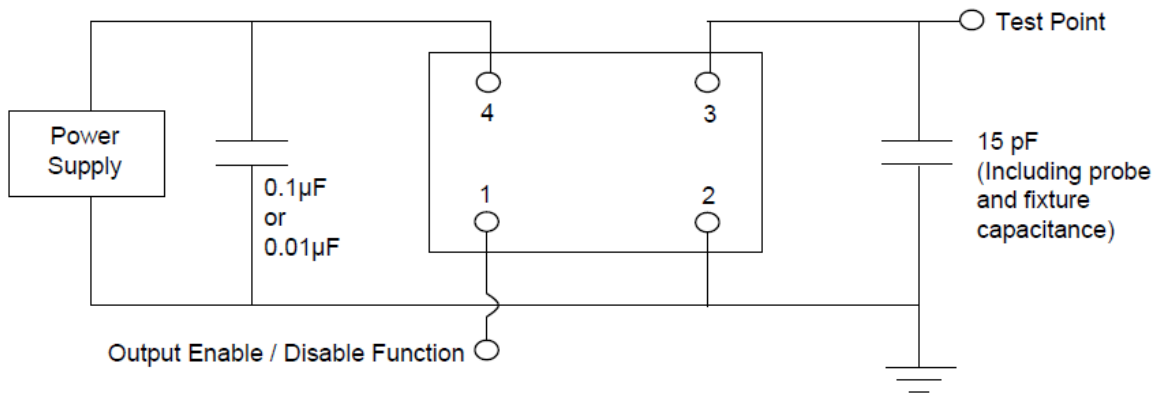 Test Point
4
3
Power
Supply
0.1µF
or
0.01µF
1
2
15 pF
(Including probe
and fixture
capacitance)
Output Enable / Disable Function